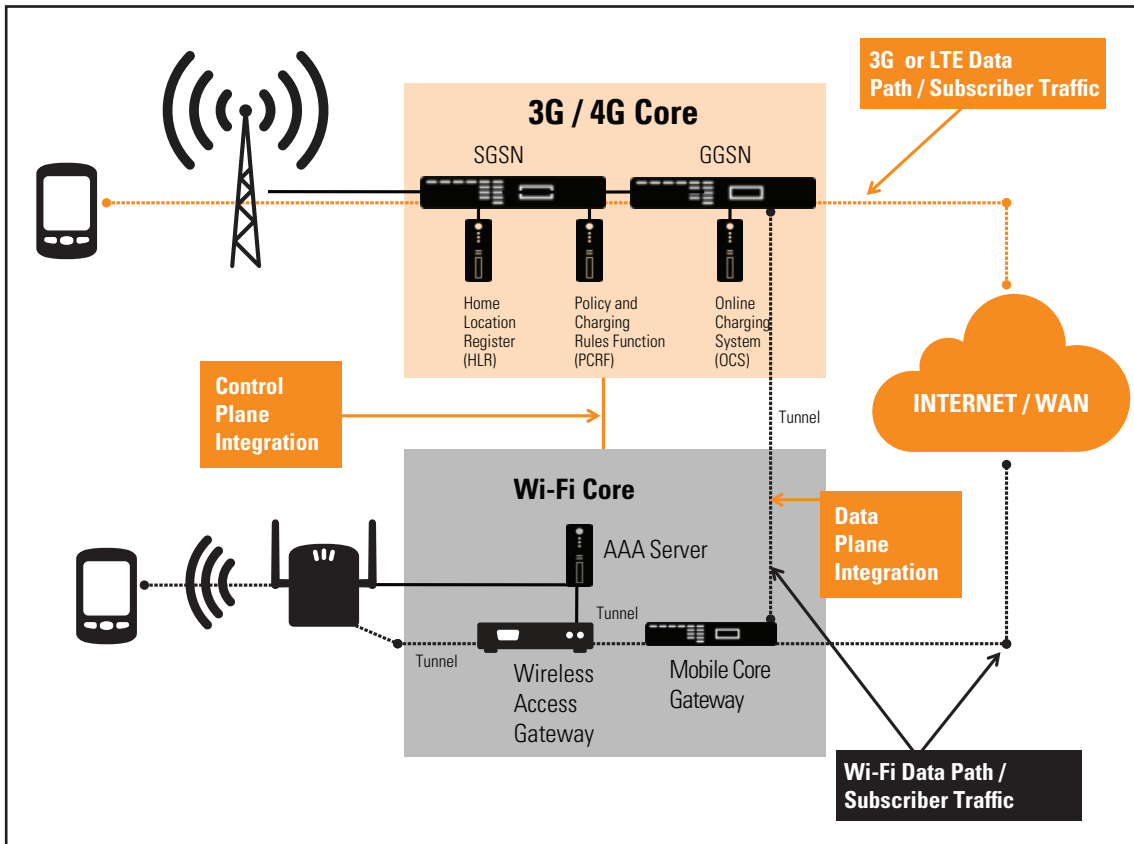 3G or LTE Data
Path / Subscriber Traffic
3G / 4G Core
SGSN
GGSN
Home
Location
Register
(HLR)
Policy and
Charging
Rules Function
(PCRF)
Online
Charging
System
(OCS)
Control
Plane
Integration
INTERNET / WAN
Tunnel
Wi-Fi Core
Data
Plane
Integration
AAA Server
Tunnel
Tunnel
Wireless
Access
Gateway
Mobile Core
Gateway
Wi-Fi Data Path /
Subscriber Traffic